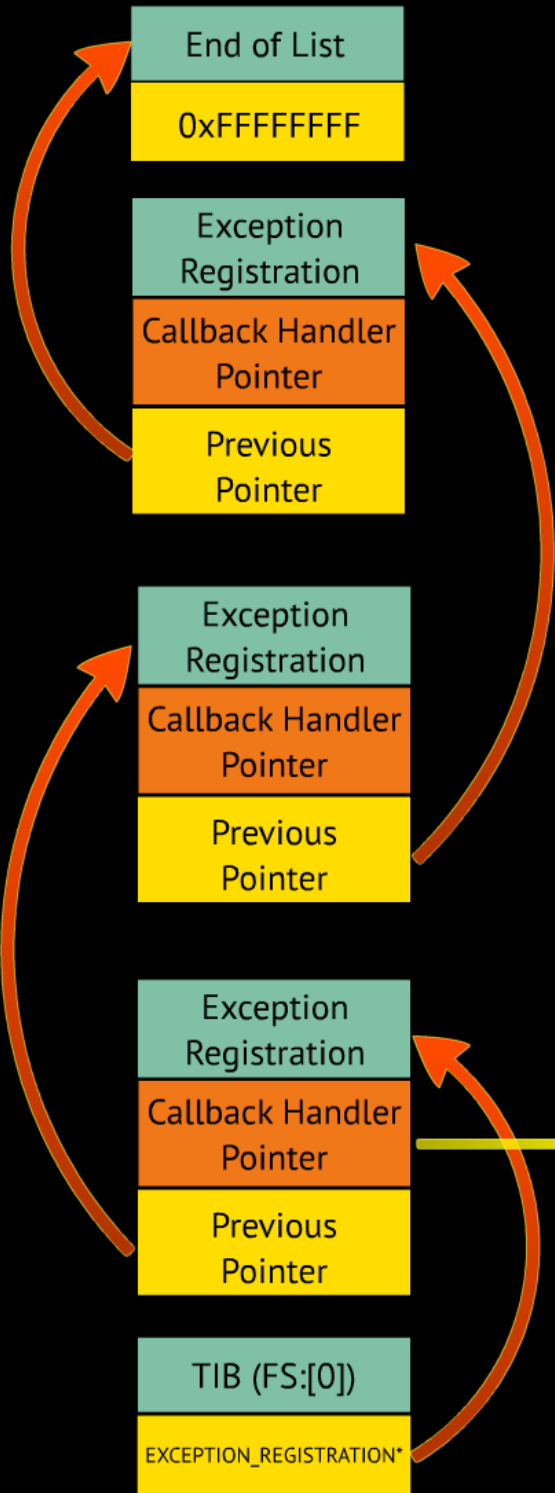 End of List
0xFFFFFFFF
Exception
Registration
Callback Handler
Pointer
Previous
Pointer
Exception
Registration
Callback Handler
Pointer
Previous
Pointer
Exception
Registration
Callback Handler
Pointer
Previous
Pointer
TIB (FS:[0])
EXCEPTION_REGISTRATION*